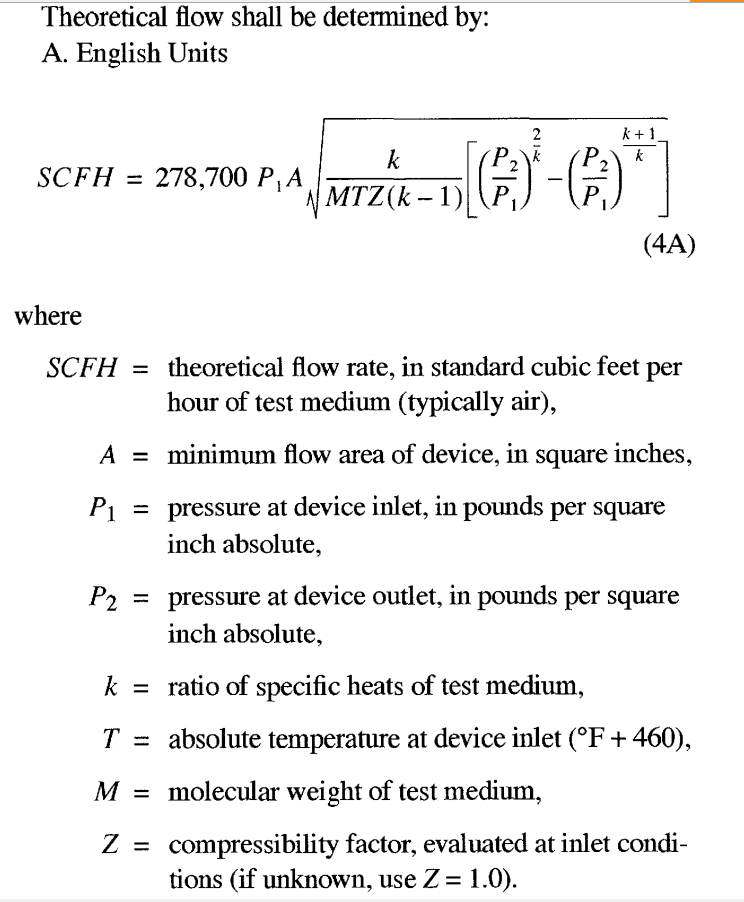 Theoretical flow shall be determined by:
A. English Units
SCFH = 278,700 P₁A √( k / MTZ(k – 1) [ (P₂/P₁)^(2/k) – (P₂/P₁)^((k + 1)/k) ] )
(4A)
where
SCFH = theoretical flow rate, in standard cubic feet per
hour of test medium (typically air),
A = minimum flow area of device, in square inches,
P₁ = pressure at device inlet, in pounds per square
inch absolute,
P₂ = pressure at device outlet, in pounds per square
inch absolute,
k = ratio of specific heats of test medium,
T = absolute temperature at device inlet (°F + 460),
M = molecular weight of test medium,
Z = compressibility factor, evaluated at inlet condi-
tions (if unknown, use Z = 1.0).